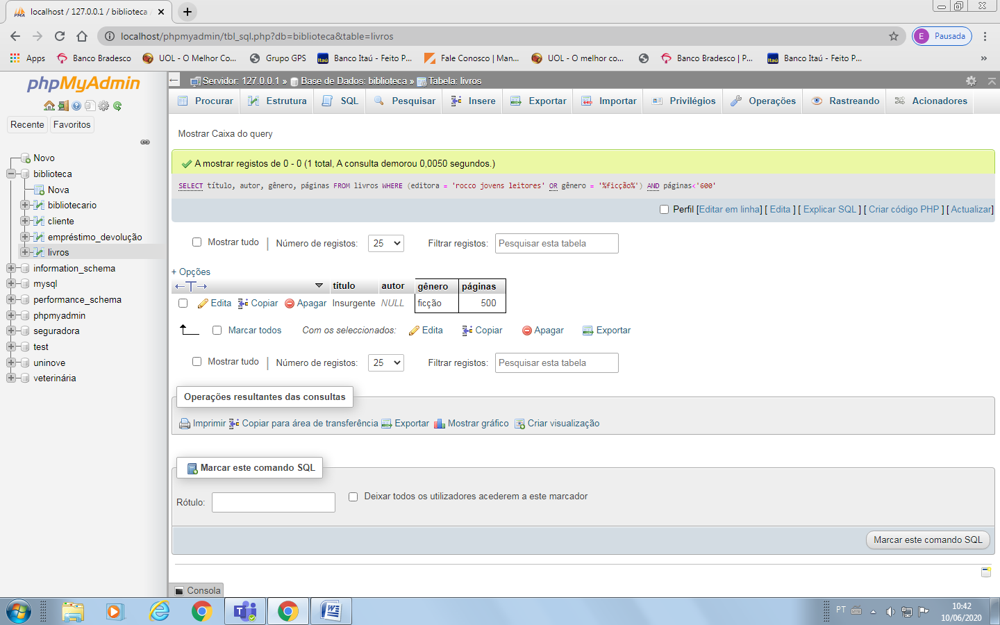 localhost / 127.0.0.1 / biblioteca
localhost/phpmyadmin/tbl_sql.php?db=biblioteca&table=livros
E Pausada
Apps Banco Bradesco UOL - O Melhor Co... Grupo GPS Itaú Banco Itaú - Feito P... Fale Conosco | Man... UOL - O melhor co... Banco Bradesco | P... Itaú Banco Itaú - Feito P... »
phpMyAdmin
Recente Favoritos
Novo
biblioteca
Nova
bibliotecario
cliente
empréstimo_devolução
livros
information_schema
mysql
performance_schema
phpmyadmin
seguradora
test
uninove
veterinária
Servidor: 127.0.0.1 » Base de Dados: biblioteca » Tabela: livros
Procurar Estrutura SQL Pesquisar Insere Exportar Importar Privilégios Operações Rastreando Acionadores
Mostrar Caixa do query
A mostrar registos de 0 - 0 (1 total, A consulta demorou 0,0050 segundos.)
SELECT título, autor, gênero, páginas FROM livros WHERE (editora = 'rocco jovens leitores' OR gênero = '%ficção%') AND páginas<'600'
Perfil [Editar em linha] [ Edita ] [ Explicar SQL ] [ Criar código PHP ] [ Actualizar]
Mostrar tudo | Número de registos: 25 Filtrar registos: Pesquisar esta tabela
+ Opções
←T→ título autor gênero páginas
Edita Copiar Apagar Insurgente NULL ficção 500
Marcar todos Com os seleccionados: Edita Copiar Apagar Exportar
Mostrar tudo | Número de registos: 25 Filtrar registos: Pesquisar esta tabela
Operações resultantes das consultas
Imprimir Copiar para área de transferência Exportar Mostrar gráfico Criar visualização
Marcar este comando SQL
Rótulo: Deixar todos os utilizadores acederem a este marcador
Marcar este comando SQL
Consola
PT 10:42
10/06/2020